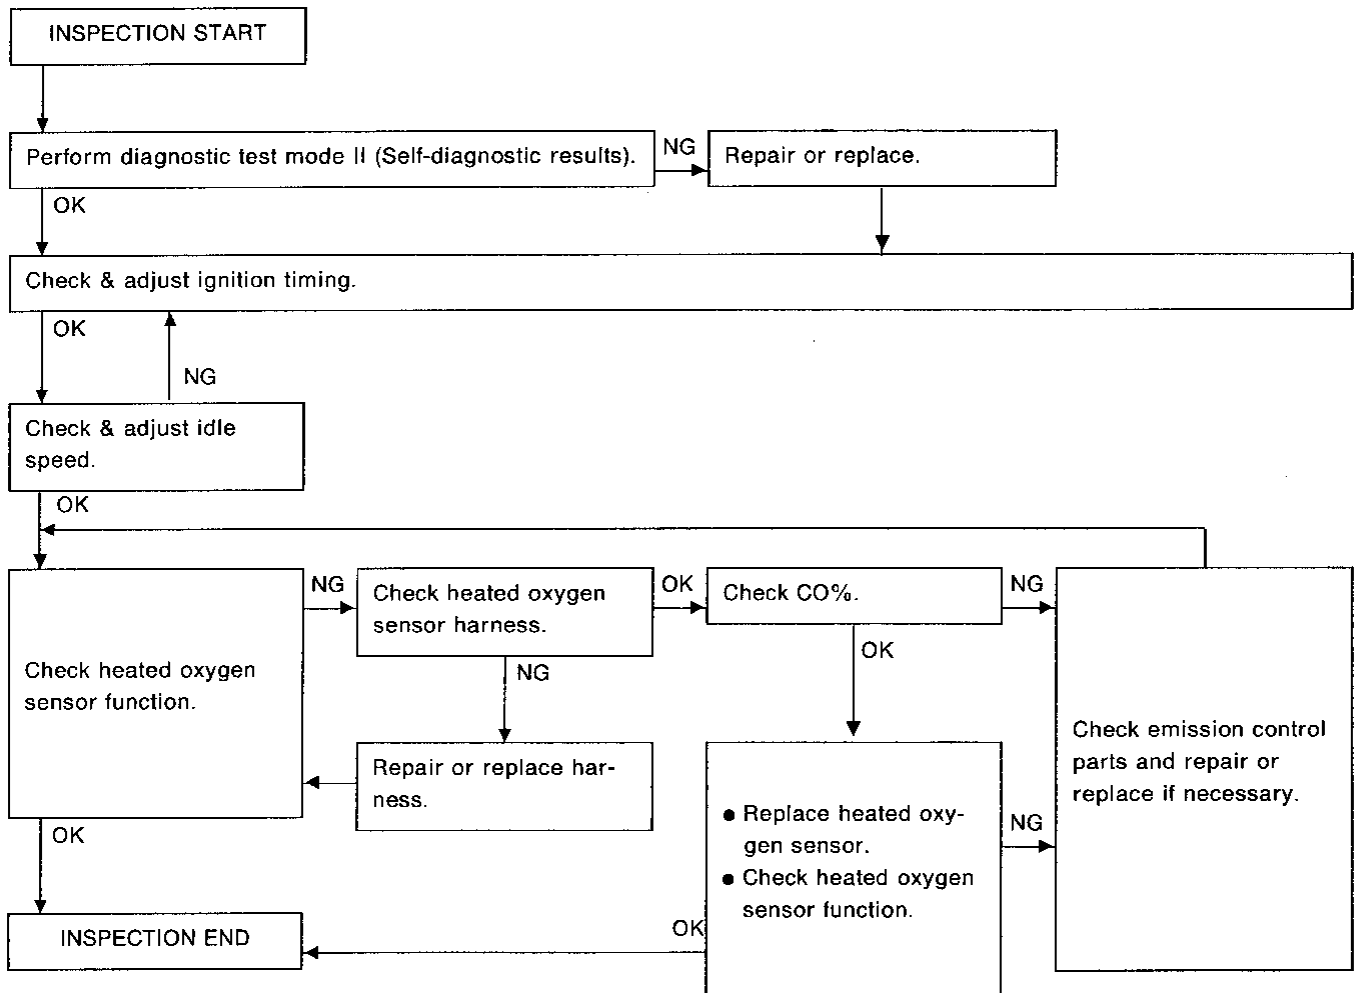 INSPECTION START
Perform diagnostic test mode II (Self-diagnostic results).
NG
Repair or replace.
OK
Check & adjust ignition timing.
OK
NG
Check & adjust idle
speed.
OK
Check heated oxygen
sensor function.
NG
Check heated oxygen
sensor harness.
OK
Check CO%.
NG
OK
NG
Repair or replace har-
ness.
Check emission control
parts and repair or
replace if necessary.
● Replace heated oxy-
gen sensor.
● Check heated oxygen
sensor function.
NG
OK
OK
INSPECTION END